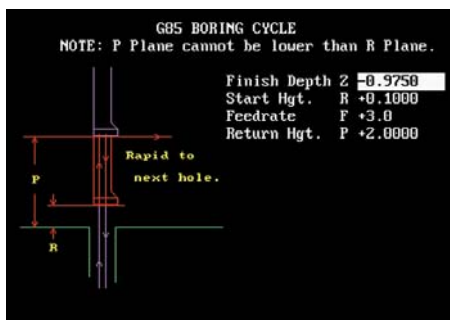 G85 BORING CYCLE
NOTE: P Plane cannot be lower than R Plane.
Finish Depth Z -0.9750
Start Hgt. R +0.1000
Feedrate F +3.0
Return Hgt. P +2.0000
Rapid to
next hole.
P
R